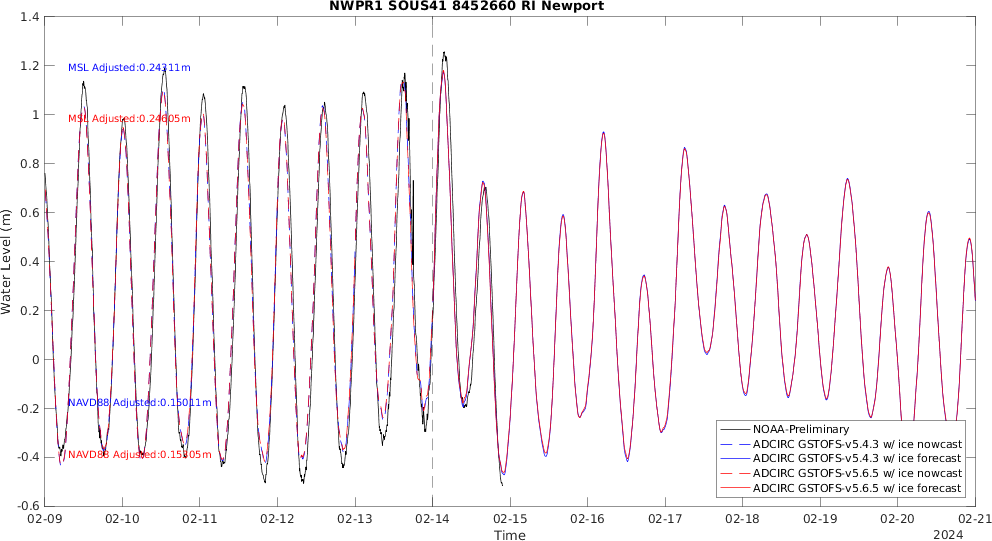 NWPR1 SOUS41 8452660 RI Newport
1.4
1.2
1
0.8
0.6
0.4
0.2
0
-0.2
-0.4
-0.6
Water Level (m)
MSL Adjusted:0.24311m
MSL Adjusted:0.24605m
NAVD88 Adjusted:0.15011m
NAVD88 Adjusted:0.15305m
NOAA-Preliminary
ADCIRC GSTOFS-v5.4.3 w/ ice nowcast
ADCIRC GSTOFS-v5.4.3 w/ ice forecast
ADCIRC GSTOFS-v5.6.5 w/ ice nowcast
ADCIRC GSTOFS-v5.6.5 w/ ice forecast
02-09 02-10 02-11 02-12 02-13 02-14 02-15 02-16 02-17 02-18 02-19 02-20 02-21
Time
2024